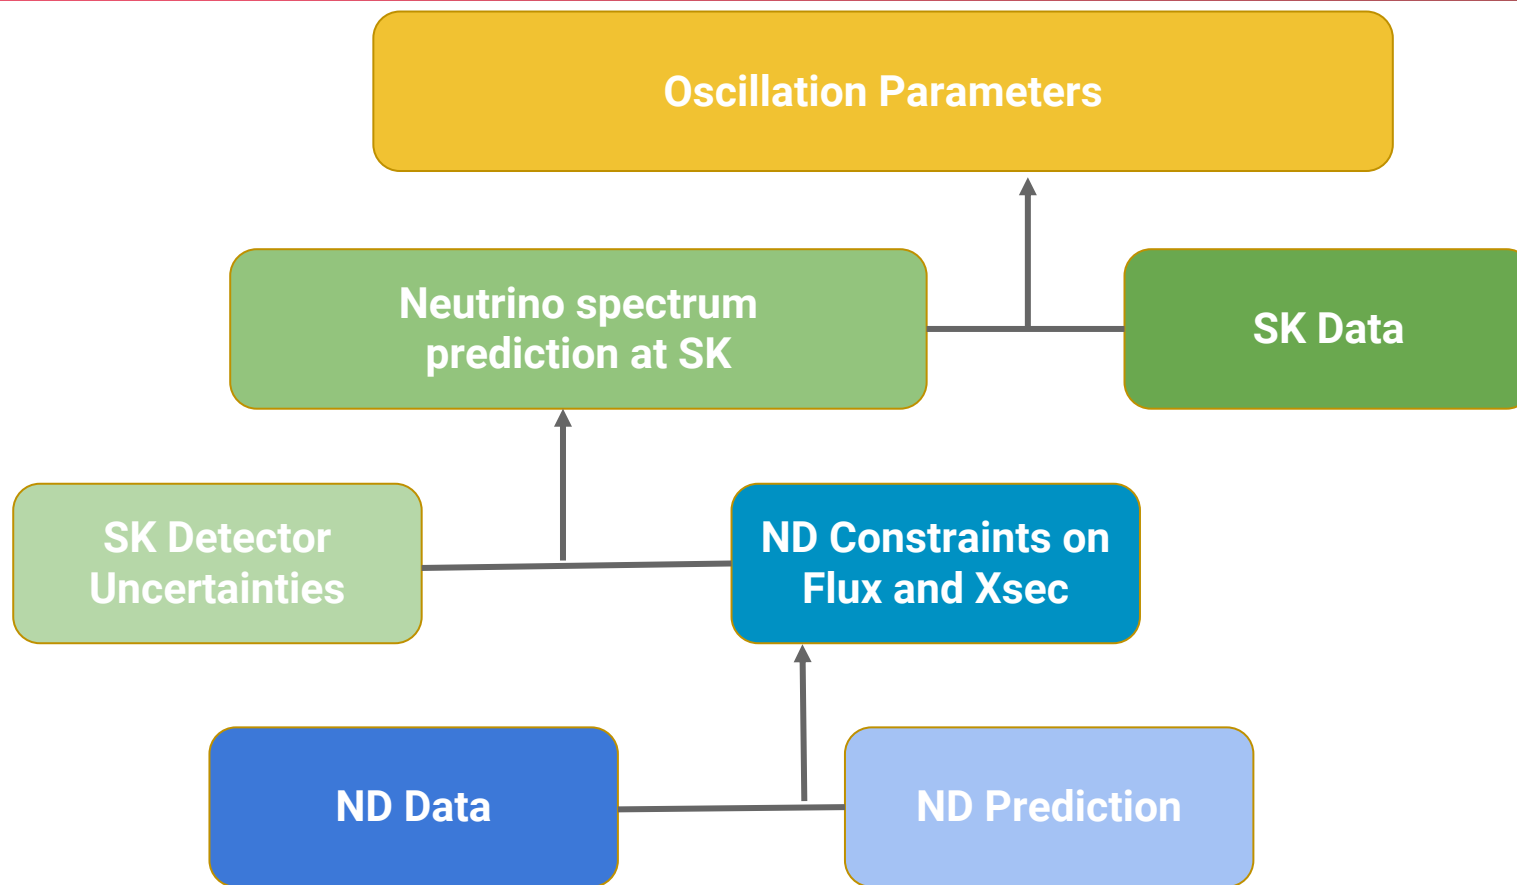 Oscillation Parameters
Neutrino spectrum
prediction at SK
SK Data
SK Detector
Uncertainties
ND Constraints on
Flux and Xsec
ND Data
ND Prediction